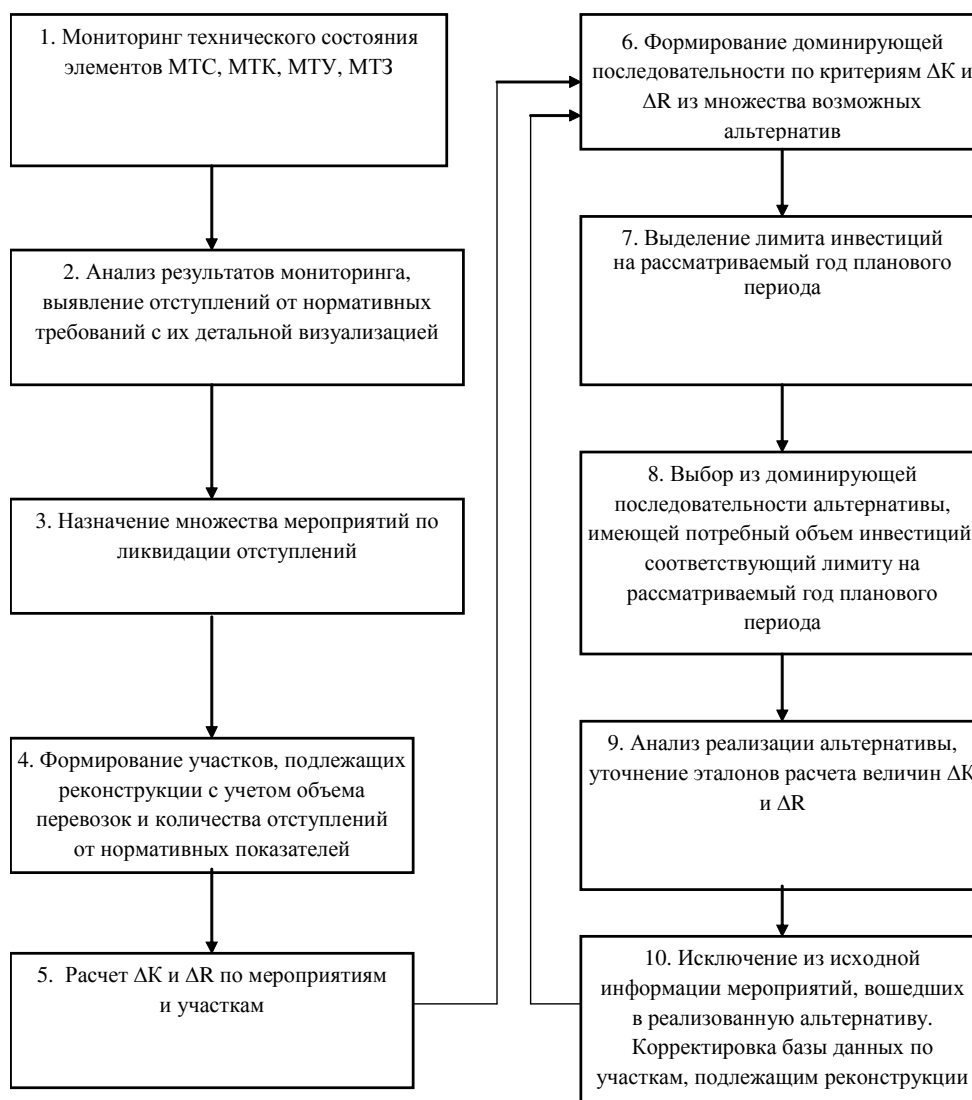 1. Мониторинг технического состояния
элементов МТС, МТК, МТУ, МТЗ
2. Анализ результатов мониторинга,
выявление отступлений от нормативных
требований с их детальной визуализацией
3. Назначение множества мероприятий по
ликвидации отступлений
4. Формирование участков, подлежащих
реконструкции с учетом объема
перевозок и количества отступлений
от нормативных показателей
5. Расчет ΔК и ΔR по мероприятиям
и участкам
6. Формирование доминирующей
последовательности по критериям ΔК и
ΔR из множества возможных
альтернатив
7. Выделение лимита инвестиций
на рассматриваемый год планового
периода
8. Выбор из доминирующей
последовательности альтернативы,
имеющей потребный объем инвестиций
соответствующий лимиту на
рассматриваемый год планового
периода
9. Анализ реализации альтернативы,
уточнение эталонов расчета величин ΔК
и ΔR
10. Исключение из исходной
информации мероприятий, вошедших
в реализованную альтернативу.
Корректировка базы данных по
участкам, подлежащим реконструкции